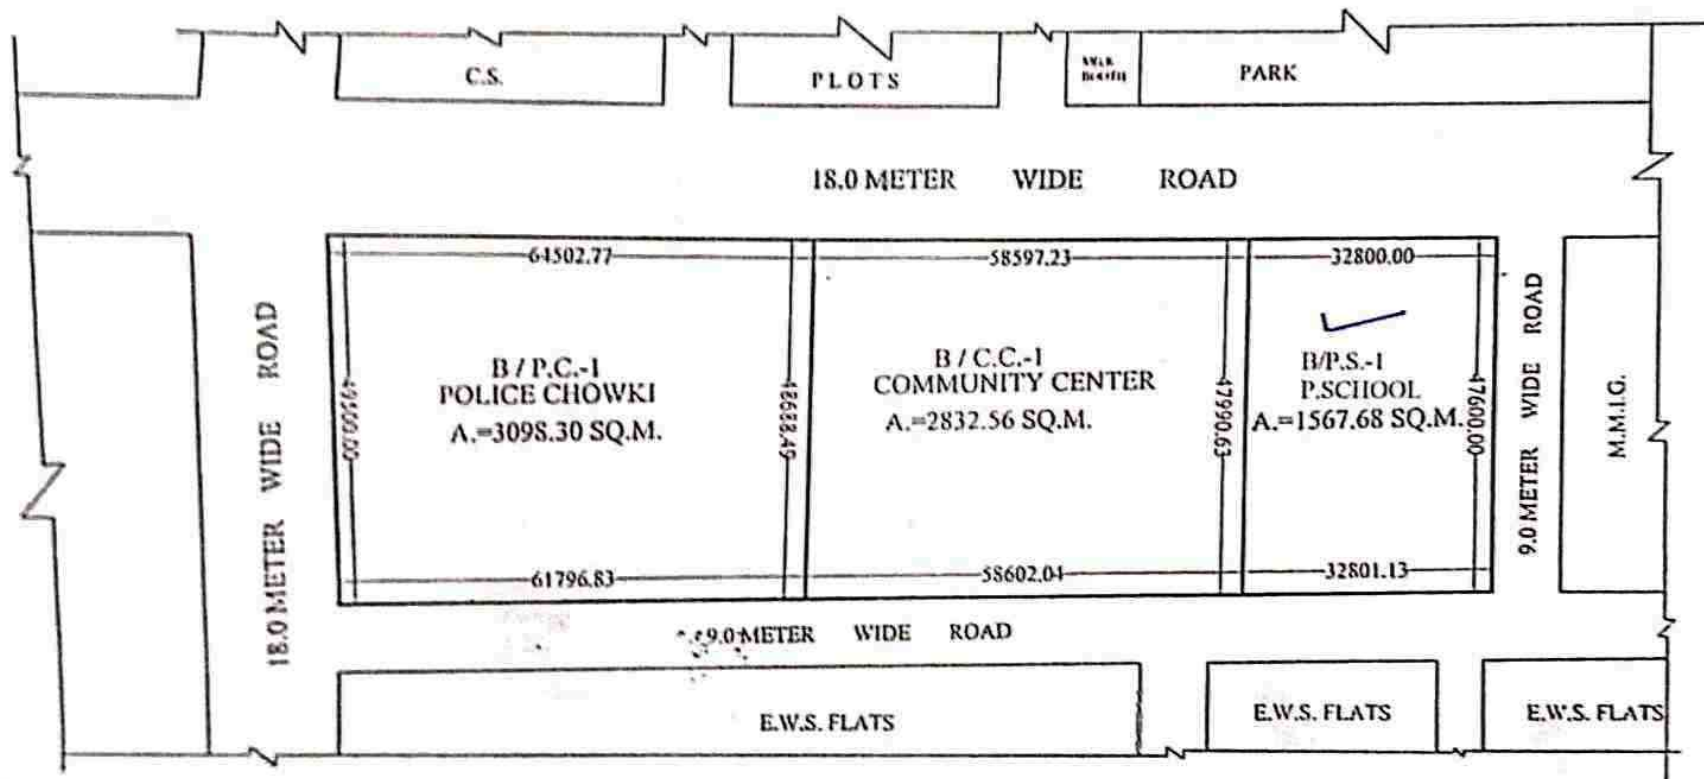 C.S.
PLOTS
PARK
18.0 METER WIDE ROAD
64502.77
58597.23
32800.00
18.0 METER WIDE ROAD
49500.00
B / P.C.-1
POLICE CHOWKI
A.=3098.30 SQ.M.
48688.49
B / C.C.-1
COMMUNITY CENTER
A.=2832.56 SQ.M.
47990.63
B/P.S.-1
P.SCHOOL
A.=1567.68 SQ.M.
47600.00
9.0 METER WIDE ROAD
M.M.I.G.
61796.83
58602.04
32801.13
9.0 METER WIDE ROAD
E.W.S. FLATS
E.W.S. FLATS
E.W.S. FLATS